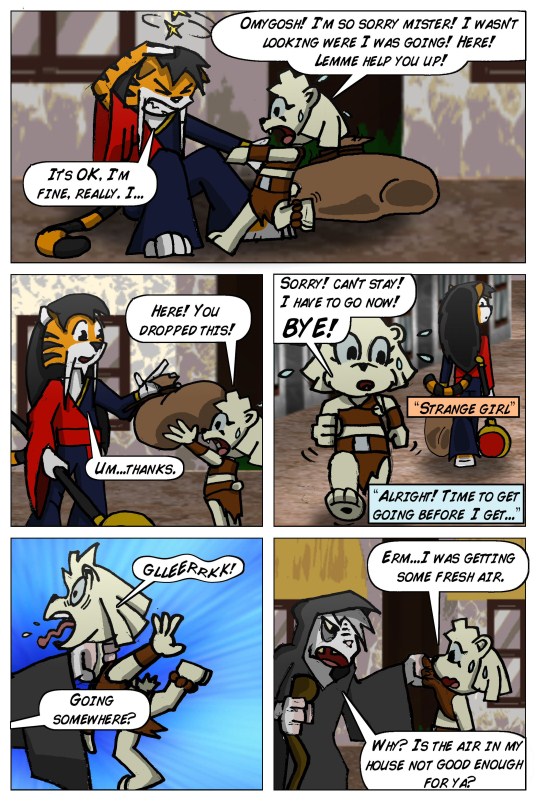 Omygosh! I'm so sorry mister! I wasn't
looking were I was going! Here!
Lemme help you up!
It's OK, I'm
fine, really. I...
Here! You
dropped this!
Um...thanks.
Sorry! can't stay!
I have to go now!
BYE!
"Strange girl"
"Alright! Time to get
going before I get..."
GLLEERRKK!
Going
somewhere?
Erm...I was getting
some fresh air.
Why? Is the air in my
house not good enough
for ya?